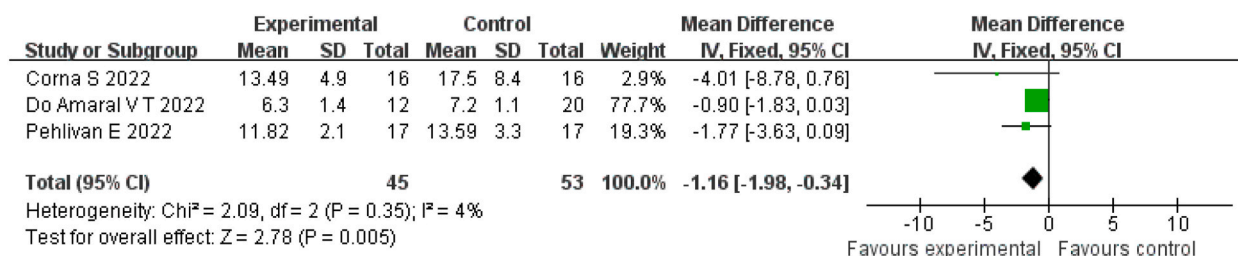 Experimental Control Mean Difference Mean Difference
Study or Subgroup Mean SD Total Mean SD Total Weight IV, Fixed, 95% CI IV, Fixed, 95% CI
Corna S 2022 13.49 4.9 16 17.5 8.4 16 2.9% -4.01 [-8.78, 0.76]
Do Amaral V T 2022 6.3 1.4 12 7.2 1.1 20 77.7% -0.90 [-1.83, 0.03]
Pehlivan E 2022 11.82 2.1 17 13.59 3.3 17 19.3% -1.77 [-3.63, 0.09]
Total (95% CI) 45 53 100.0% -1.16 [-1.98, -0.34]
Heterogeneity: Chi² = 2.09, df = 2 (P = 0.35); I² = 4%
Test for overall effect: Z = 2.78 (P = 0.005)
-10 -5 0 5 10
Favours experimental Favours control